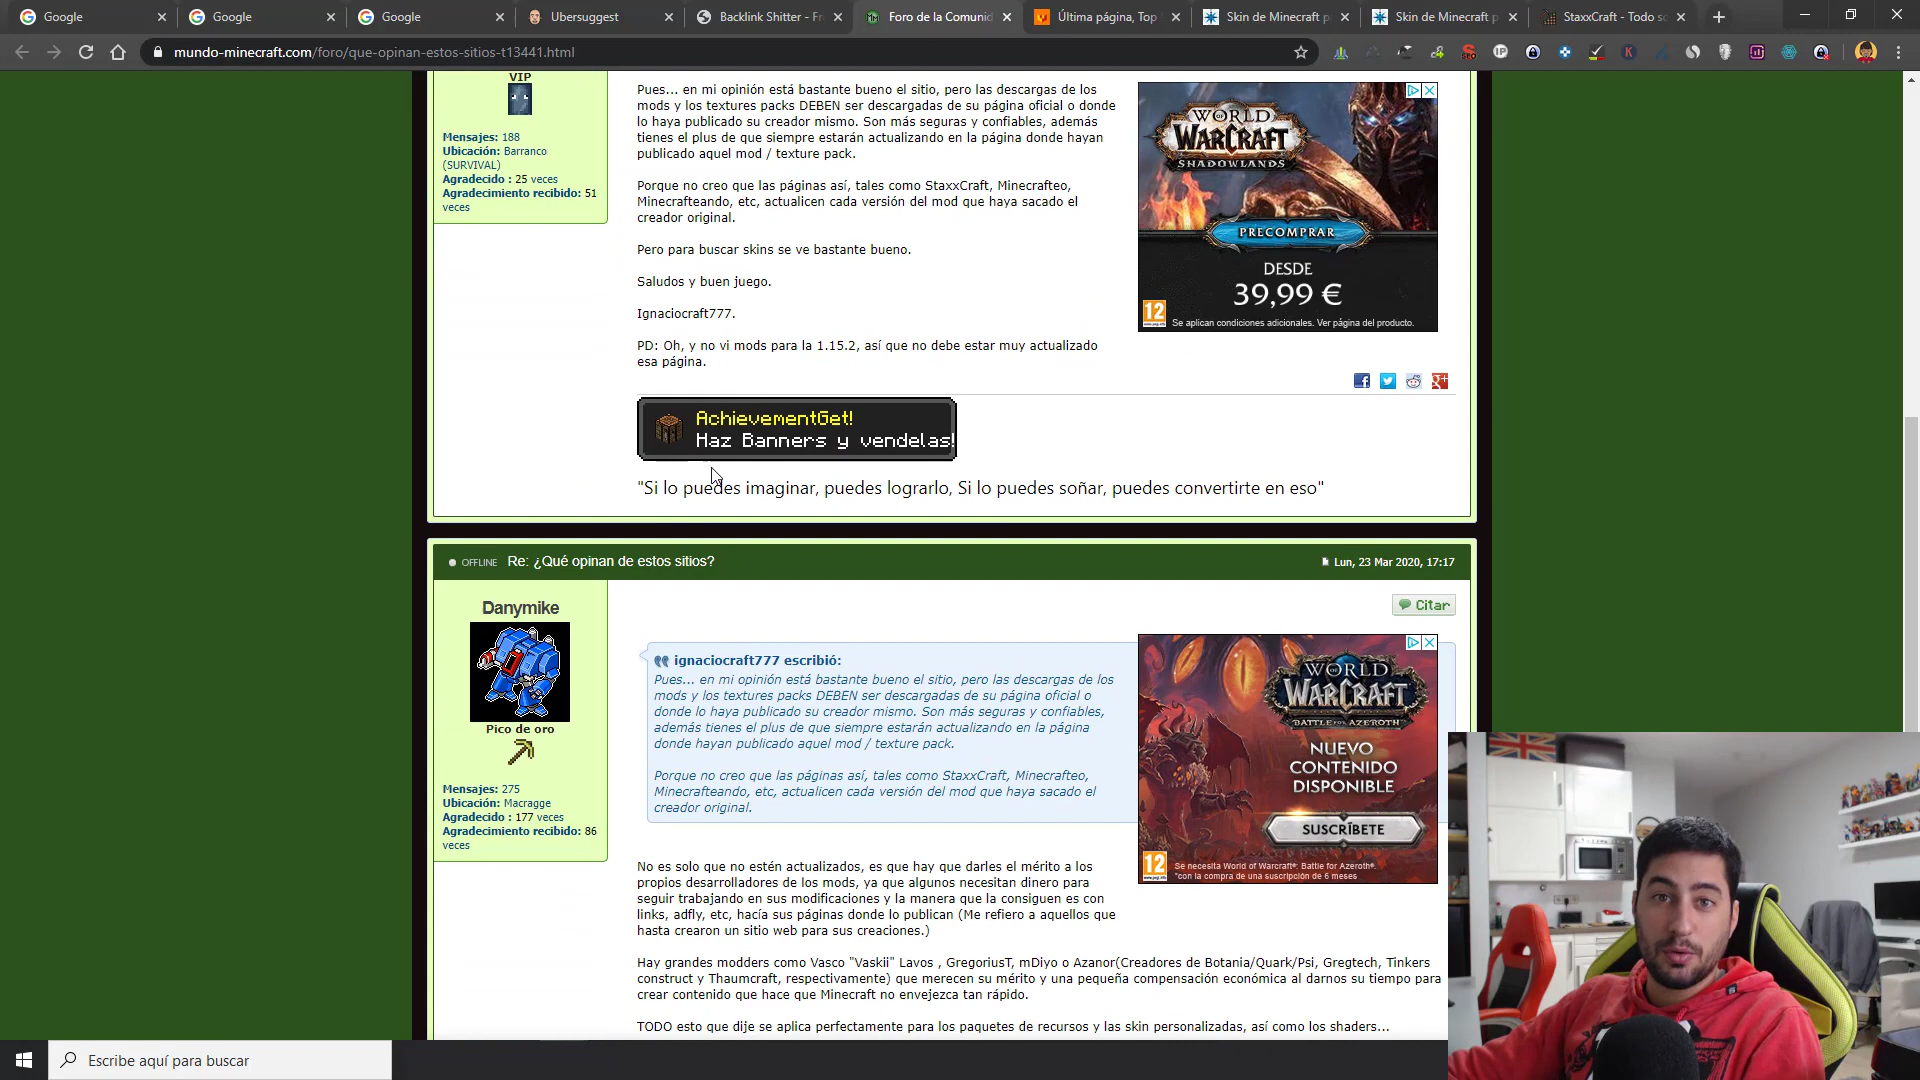 Google
Google
Google
Ubersuggest
Backlink Shitter - Fr
Foro de la Comunid
Última página, Top
Skin de Minecraft p
Skin de Minecraft p
StaxxCraft - Todo so
mundo-minecraft.com/foro/que-opinan-estos-sitios-t13441.html
VIP
Mensajes: 188
Ubicación: Barranco
(SURVIVAL)
Agradecido : 25 veces
Agradecimiento recibido: 51
veces
Pues... en mi opinión está bastante bueno el sitio, pero las descargas de los
mods y los textures packs DEBEN ser descargadas de su página oficial o donde
lo haya publicado su creador mismo. Son más seguras y confiables, además
tienes el plus de que siempre estarán actualizando en la página donde hayan
publicado aquel mod / texture pack.
Porque no creo que las páginas así, tales como StaxxCraft, Minecrafteo,
Minecrafteando, etc, actualicen cada versión del mod que haya sacado el
creador original.
Pero para buscar skins se ve bastante bueno.
Saludos y buen juego.
Ignaciocraft777.
PD: Oh, y no vi mods para la 1.15.2, así que no debe estar muy actualizado
esa página.
WORLD
OF
WARCRAFT
SHADOWLANDS
PRECOMPRAR
DESDE
39,99 €
12
Se aplican condiciones adicionales. Ver página del producto.
AchievementGet!
Haz Banners y vendelas!
"Si lo puedes imaginar, puedes lograrlo, Si lo puedes soñar, puedes convertirte en eso"
OFFLINE
Re: ¿Qué opinan de estos sitios?
Lun, 23 Mar 2020, 17:17
Danymike
Pico de oro
Mensajes: 275
Ubicación: Macragge
Agradecido : 177 veces
Agradecimiento recibido: 86
veces
Citar
ignaciocraft777 escribió:
Pues... en mi opinión está bastante bueno el sitio, pero las descargas de los
mods y los textures packs DEBEN ser descargadas de su página oficial o
donde lo haya publicado su creador mismo. Son más seguras y confiables,
además tienes el plus de que siempre estarán actualizando en la página
donde hayan publicado aquel mod / texture pack.
Porque no creo que las páginas así, tales como StaxxCraft, Minecrafteo,
Minecrafteando, etc, actualicen cada versión del mod que haya sacado el
creador original.
WORLD
OF
WARCRAFT
BATTLE FOR AZEROTH
NUEVO
CONTENIDO
DISPONIBLE
SUSCRÍBETE
12
Se necesita World of Warcraft®: Battle for Azeroth®.
*con la compra de una suscripción de 6 meses
No es solo que no estén actualizados, es que hay que darles el mérito a los
propios desarrolladores de los mods, ya que algunos necesitan dinero para
seguir trabajando en sus modificaciones y la manera que la consiguen es con
links, adfly, etc, hacía sus páginas donde lo publican (Me refiero a aquellos que
hasta crearon un sitio web para sus creaciones.)
Hay grandes modders como Vasco "Vaskii" Lavos , GregoriusT, mDiyo o Azanor(Creadores de Botania/Quark/Psi, Gregtech, Tinkers
construct y Thaumcraft, respectivamente) que merecen su mérito y una pequeña compensación económica al darnos su tiempo para
crear contenido que hace que Minecraft no envejezca tan rápido.
TODO esto que dije se aplica perfectamente para los paquetes de recursos y las skin personalizadas, así como los shaders...
Escribe aquí para buscar